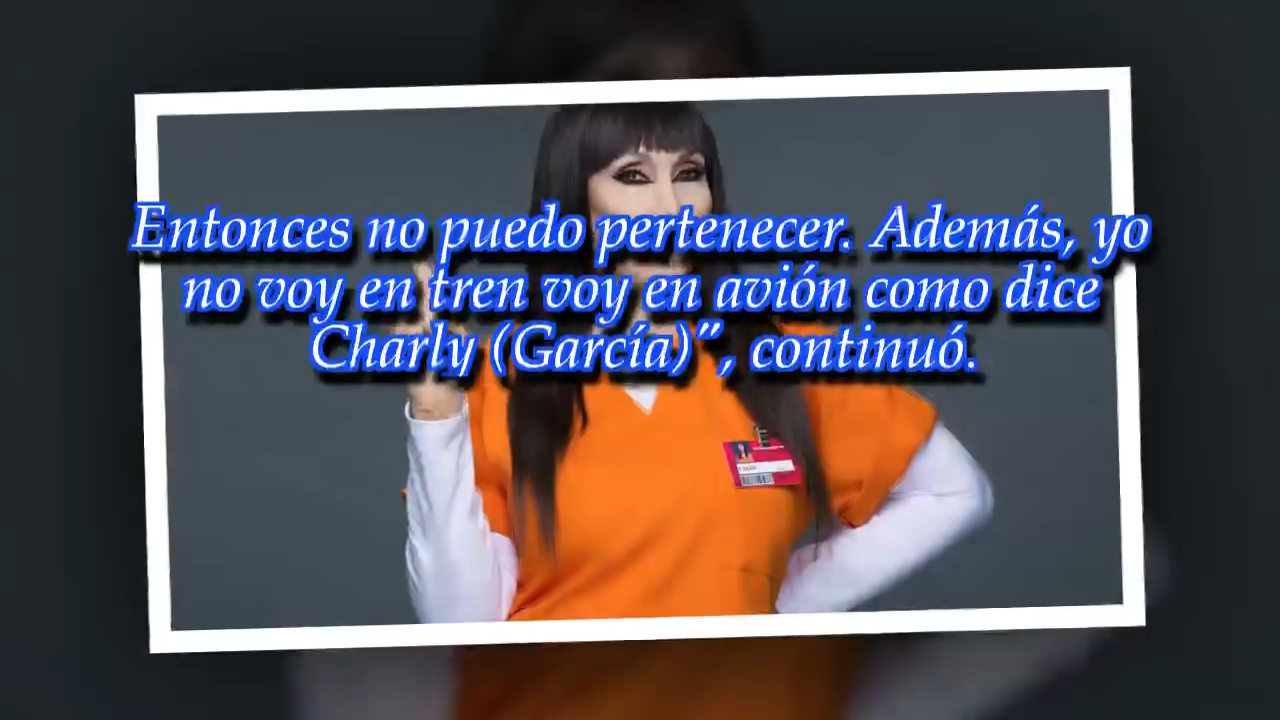 Entonces no puedo pertenecer. Además, yo
no voy en tren voy en avión como dice
Charly (García)”, continuó.